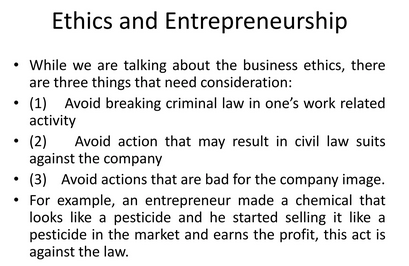 Ethics and Entrepreneurship
• While we are talking about the business ethics, there
are three things that need consideration:
• (1) Avoid breaking criminal law in one's work related
activity
• (2) Avoid action that may result in civil law suits
against the company
• (3) Avoid actions that are bad for the company image.
• For example, an entrepreneur made a chemical that
looks like a pesticide and he started selling it like a
pesticide in the market and earns the profit, this act is
against the law.